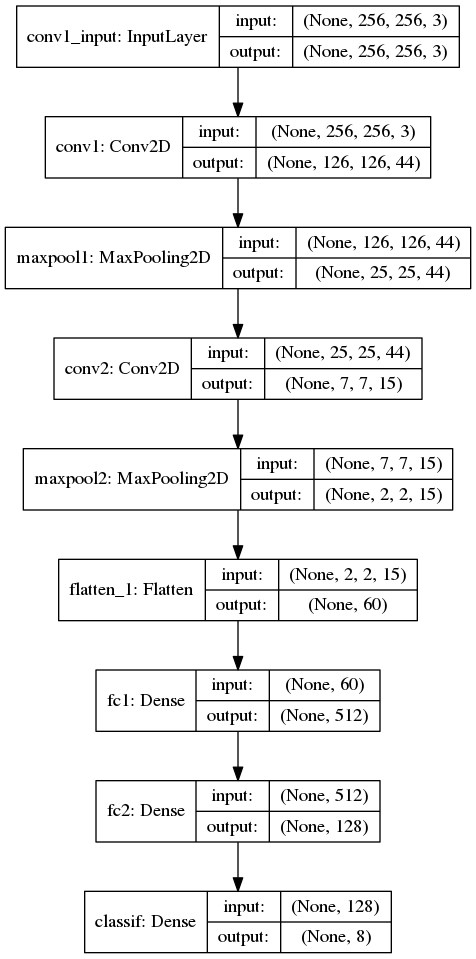 conv1_input: InputLayer input: (None, 256, 256, 3)
output: (None, 256, 256, 3)
conv1: Conv2D input: (None, 256, 256, 3)
output: (None, 126, 126, 44)
maxpool1: MaxPooling2D input: (None, 126, 126, 44)
output: (None, 25, 25, 44)
conv2: Conv2D input: (None, 25, 25, 44)
output: (None, 7, 7, 15)
maxpool2: MaxPooling2D input: (None, 7, 7, 15)
output: (None, 2, 2, 15)
flatten_1: Flatten input: (None, 2, 2, 15)
output: (None, 60)
fc1: Dense input: (None, 60)
output: (None, 512)
fc2: Dense input: (None, 512)
output: (None, 128)
classif: Dense input: (None, 128)
output: (None, 8)